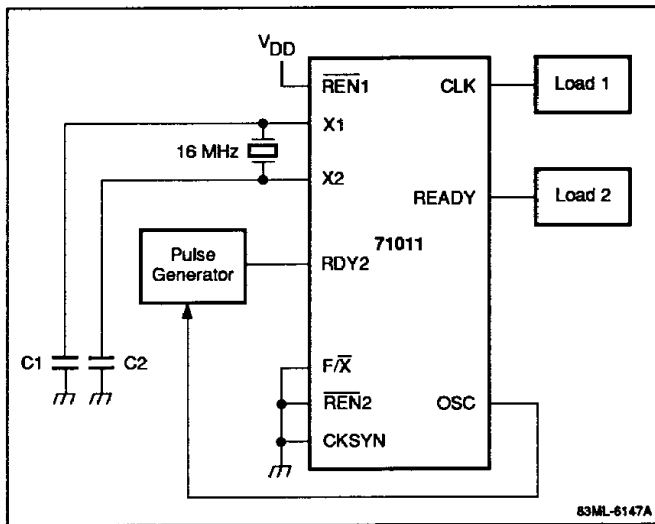 VDD
REN1
CLK
Load 1
X1
16 MHz
X2
READY
Load 2
71011
Pulse
Generator
RDY2
C1
C2
F/X
REN2
OSC
CKSYN
83ML-6147A